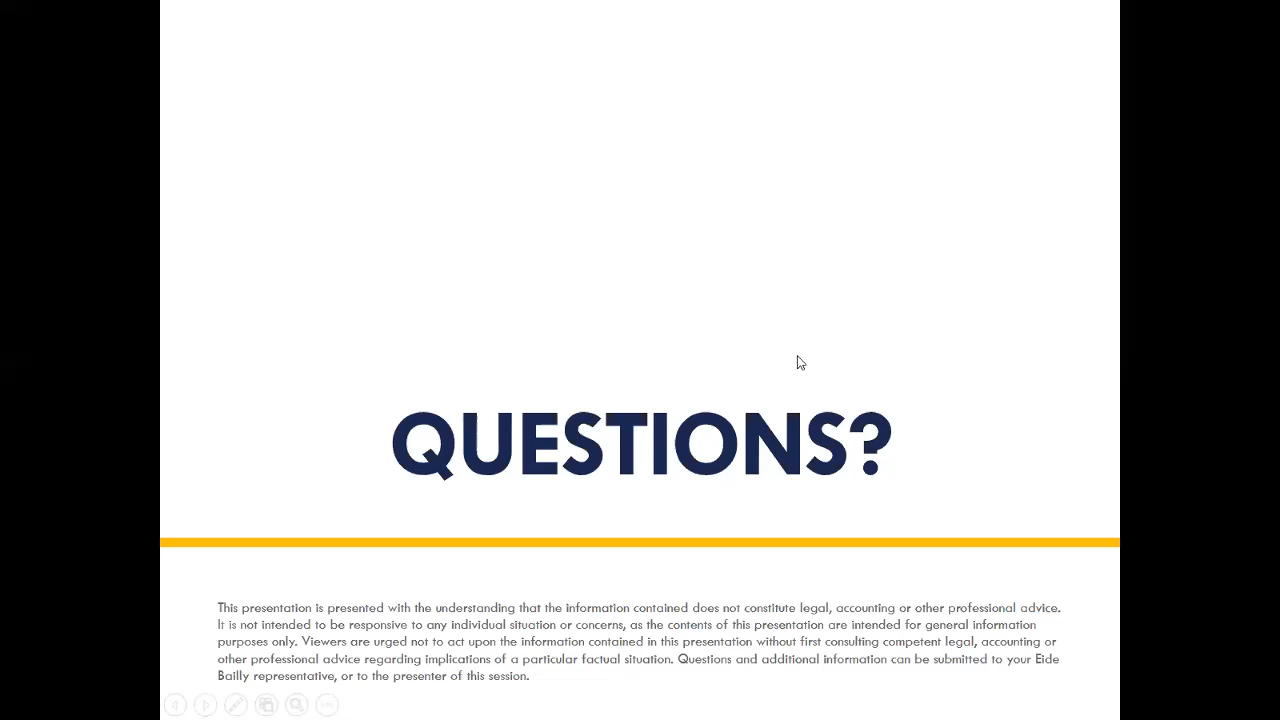 QUESTIONS?
This presentation is presented with the understanding that the information contained does not constitute legal, accounting or other professional advice.
It is not intended to be responsive to any individual situation or concerns, as the contents of this presentation are intended for general information
purposes only. Viewers are urged not to act upon the information contained in this presentation without first consulting competent legal, accounting or
other professional advice regarding implications of a particular factual situation. Questions and additional information can be submitted to your Eide
Bailly representative, or to the presenter of this session.